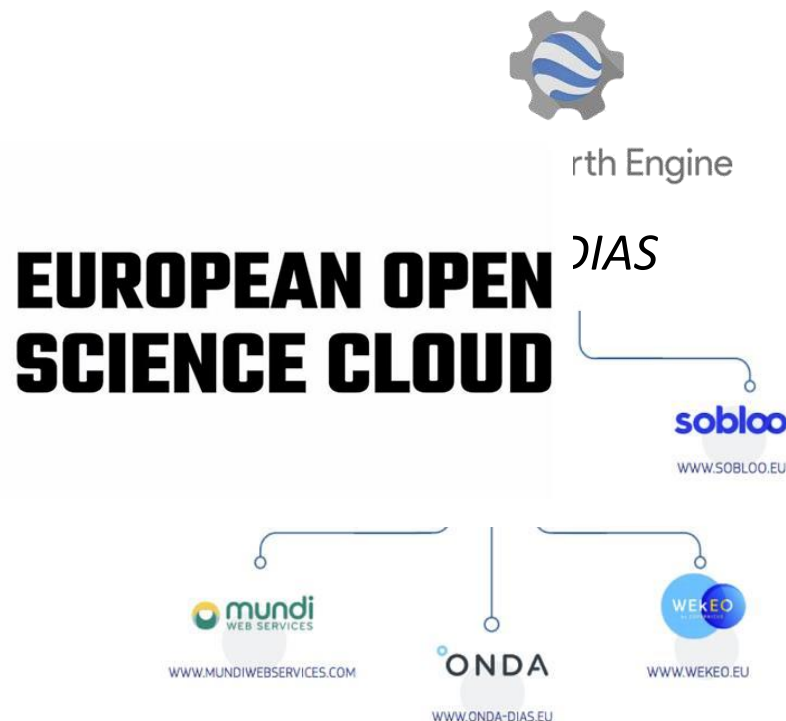 rth Engine
DIAS
EUROPEAN OPEN
SCIENCE CLOUD
sobloo
WWW.SOBLOO.EU
mundi
WEB SERVICES
WWW.MUNDIWEBSERVICES.COM
ONDA
WWW.ONDA-DIAS.EU
WEkEO
WWW.WEKEO.EU